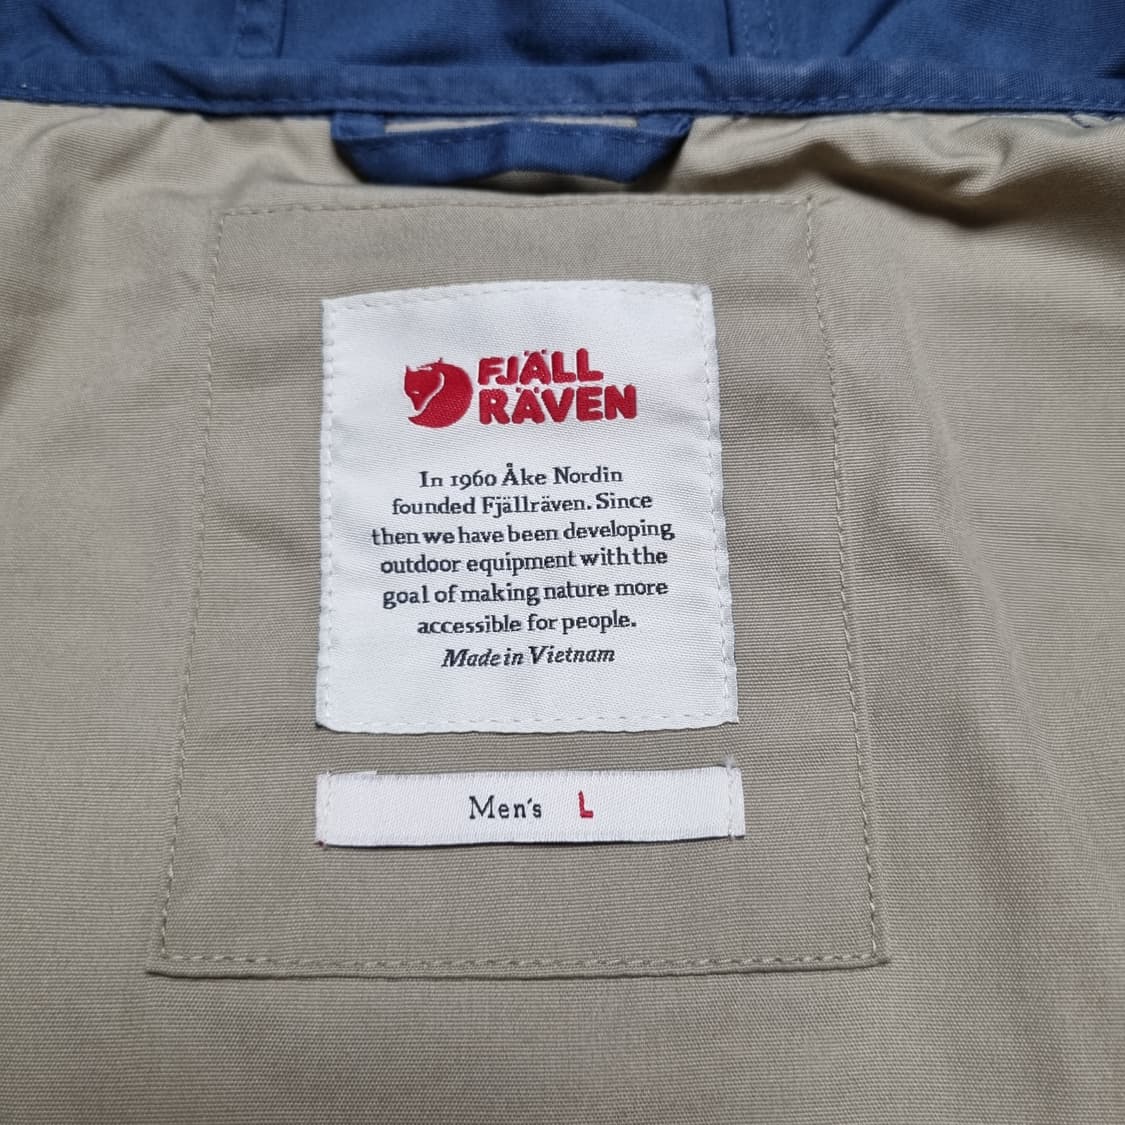 FJÄLL
RÄVEN
In 1960 Åke Nordin
founded Fjällräven. Since
then we have been developing
outdoor equipment with the
goal of making nature more
accessible for people.
Made in Vietnam
Men's L